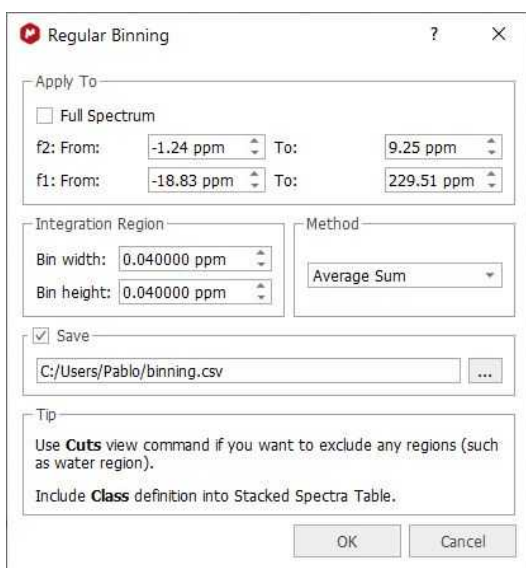 Regular Binning ? ×
Apply To
Full Spectrum
f2: From: -1.24 ppm To: 9.25 ppm
f1: From: -18.83 ppm To: 229.51 ppm
Integration Region
Bin width: 0.040000 ppm
Bin height: 0.040000 ppm
Method
Average Sum
Save
C:/Users/Pablo/binning.csv ...
Tip
Use Cuts view command if you want to exclude any regions (such
as water region).
Include Class definition into Stacked Spectra Table.
OK Cancel